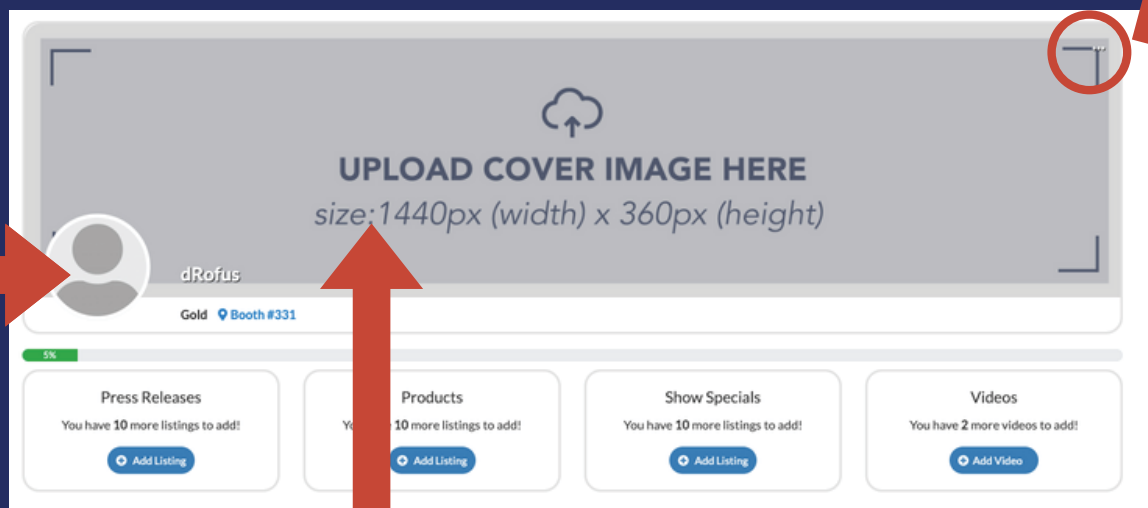 ...
UPLOAD COVER IMAGE HERE
size:1440px (width) x 360px (height)
dRofus
Gold Booth #331
5%
Press Releases
You have 10 more listings to add!
Add Listing
Products
10 more listings to add!
Add Listing
Show Specials
You have 10 more listings to add!
Add Listing
Videos
You have 2 more videos to add!
Add Video